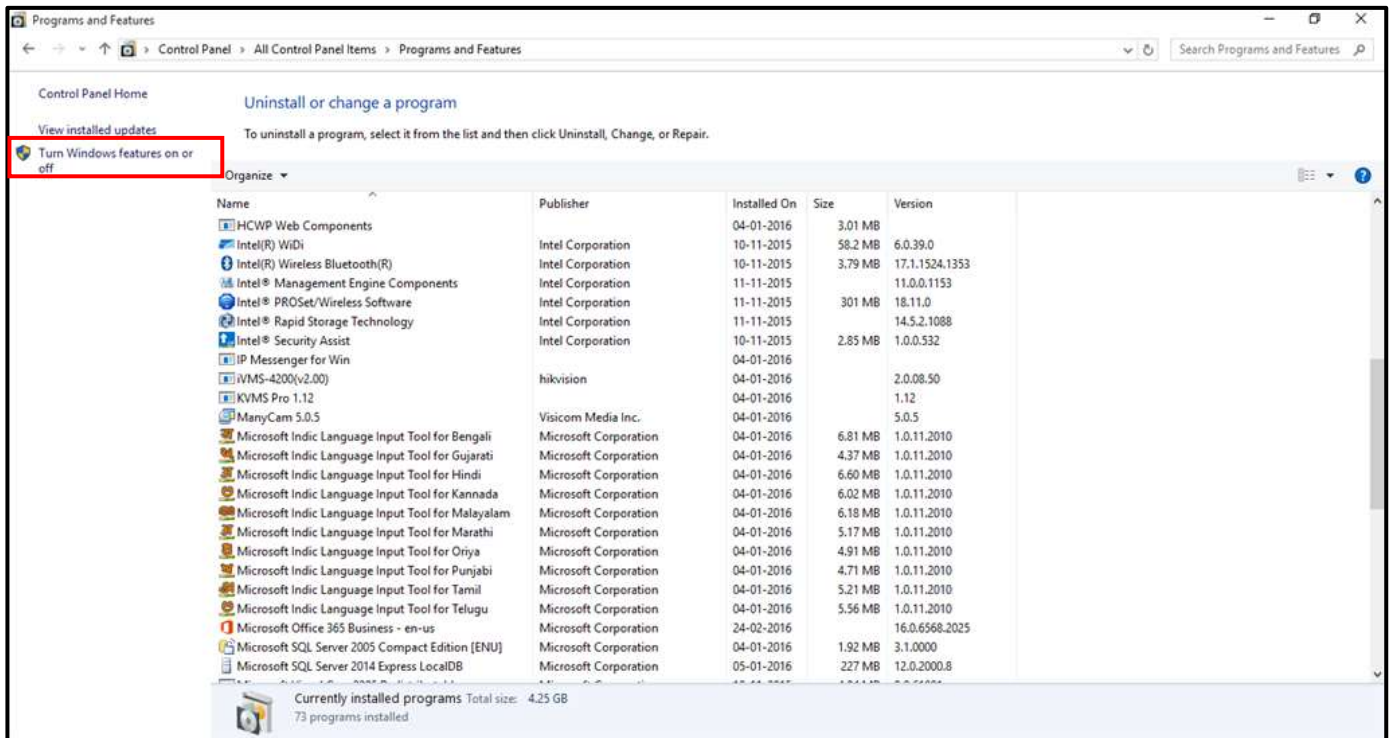 Programs and Features
Control Panel > All Control Panel Items > Programs and Features
Search Programs and Features
Control Panel Home
View installed updates
Turn Windows features on or
off
Uninstall or change a program
To uninstall a program, select it from the list and then click Uninstall, Change, or Repair.
Organize
Name Publisher Installed On Size Version
HCWP Web Components 04-01-2016 3.01 MB
Intel(R) WiDi Intel Corporation 10-11-2015 58.2 MB 6.0.39.0
Intel(R) Wireless Bluetooth(R) Intel Corporation 10-11-2015 3.79 MB 17.1.1524.1353
Intel® Management Engine Components Intel Corporation 11-11-2015 11.0.0.1153
Intel® PROSet/Wireless Software Intel Corporation 11-11-2015 301 MB 18.11.0
Intel® Rapid Storage Technology Intel Corporation 11-11-2015 14.5.2.1088
Intel® Security Assist Intel Corporation 10-11-2015 2.85 MB 1.0.0.532
IP Messenger for Win 04-01-2016
iVMS-4200(v2.00) hikvision 04-01-2016 2.0.08.50
KVMS Pro 1.12 04-01-2016 1.12
ManyCam 5.0.5 Visicom Media Inc. 04-01-2016 5.0.5
Microsoft Indic Language Input Tool for Bengali Microsoft Corporation 04-01-2016 6.81 MB 1.0.11.2010
Microsoft Indic Language Input Tool for Gujarati Microsoft Corporation 04-01-2016 4.37 MB 1.0.11.2010
Microsoft Indic Language Input Tool for Hindi Microsoft Corporation 04-01-2016 6.60 MB 1.0.11.2010
Microsoft Indic Language Input Tool for Kannada Microsoft Corporation 04-01-2016 6.02 MB 1.0.11.2010
Microsoft Indic Language Input Tool for Malayalam Microsoft Corporation 04-01-2016 6.18 MB 1.0.11.2010
Microsoft Indic Language Input Tool for Marathi Microsoft Corporation 04-01-2016 5.17 MB 1.0.11.2010
Microsoft Indic Language Input Tool for Oriya Microsoft Corporation 04-01-2016 4.91 MB 1.0.11.2010
Microsoft Indic Language Input Tool for Punjabi Microsoft Corporation 04-01-2016 4.71 MB 1.0.11.2010
Microsoft Indic Language Input Tool for Tamil Microsoft Corporation 04-01-2016 5.21 MB 1.0.11.2010
Microsoft Indic Language Input Tool for Telugu Microsoft Corporation 04-01-2016 5.56 MB 1.0.11.2010
Microsoft Office 365 Business - en-us Microsoft Corporation 24-02-2016 16.0.6568.2025
Microsoft SQL Server 2005 Compact Edition [ENU] Microsoft Corporation 04-01-2016 1.92 MB 3.1.0000
Microsoft SQL Server 2014 Express LocalDB Microsoft Corporation 05-01-2016 227 MB 12.0.2000.8
Currently installed programs Total size: 4.25 GB
73 programs installed